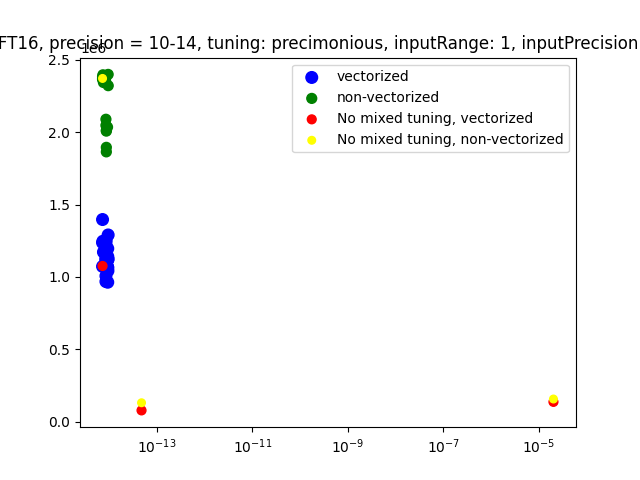 FT16, precision = 10-14, tuning: precimonious, inputRange: 1, inputPrecision
1e6
2.5
2.0
1.5
1.0
0.5
0.0
10^{-13}
10^{-11}
10^{-9}
10^{-7}
10^{-5}
vectorized
non-vectorized
No mixed tuning, vectorized
No mixed tuning, non-vectorized